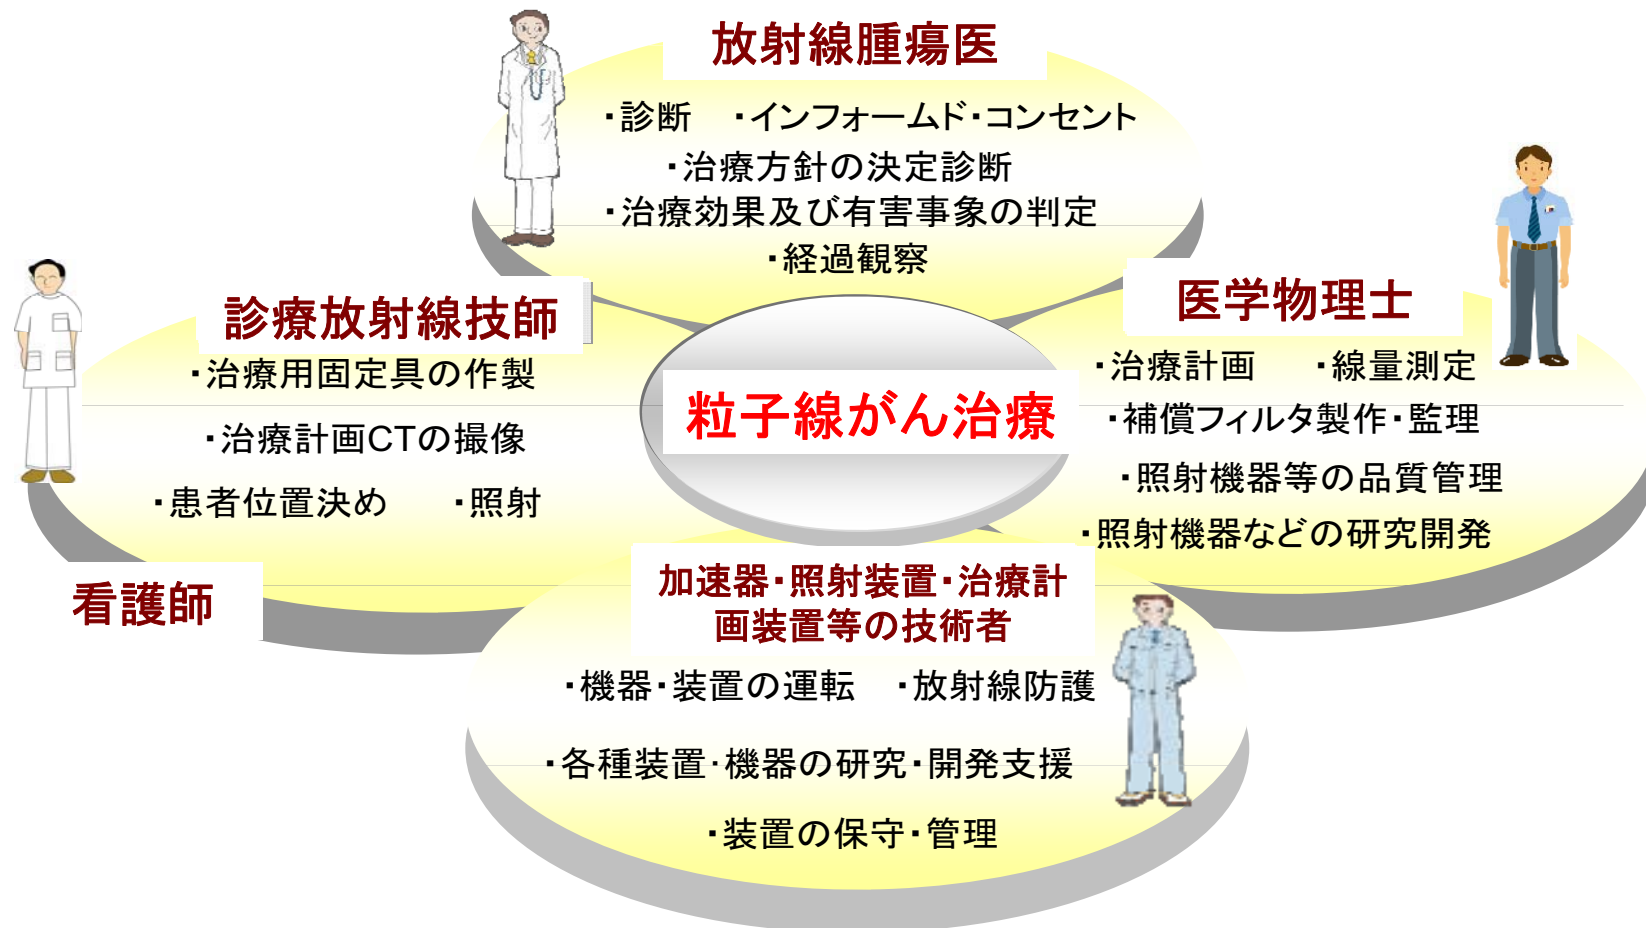 放射線腫瘍医
・診断　・インフォームド・コンセント
・治療方針の決定診断
・治療効果及び有害事象の判定
・経過観察
診療放射線技師
・治療用固定具の作製
・治療計画CTの撮像
・患者位置決め　・照射
看護師
粒子線がん治療
医学物理士
・治療計画　・線量測定
・補償フィルタ製作・監理
・照射機器等の品質管理
・照射機器などの研究開発
加速器・照射装置・治療計
画装置等の技術者
・機器・装置の運転　・放射線防護
・各種装置・機器の研究・開発支援
・装置の保守・管理